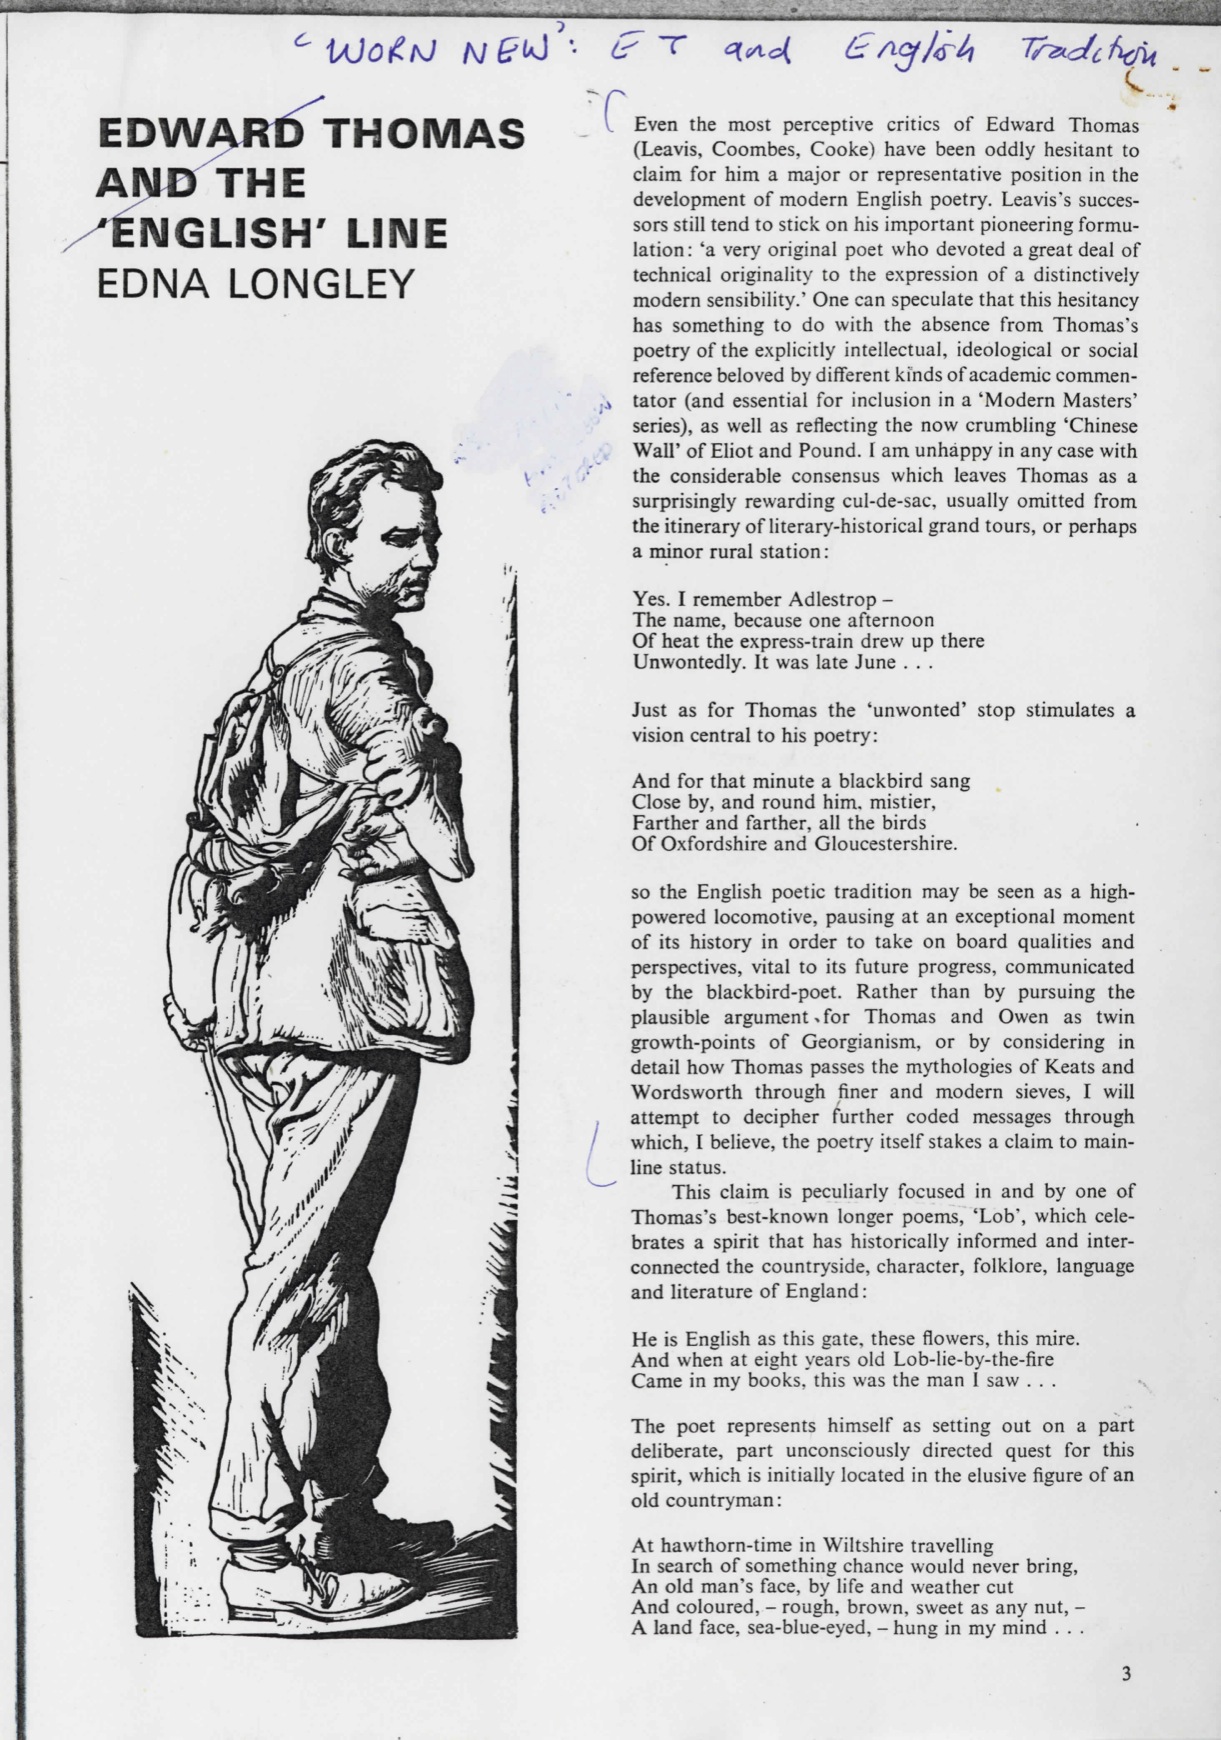 'WORN NEW': E T and English Tradition
EDWARD THOMAS
AND THE
'ENGLISH' LINE
EDNA LONGLEY
Even the most perceptive critics of Edward Thomas
(Leavis, Coombes, Cooke) have been oddly hesitant to
claim for him a major or representative position in the
development of modern English poetry. Leavis's succes-
sors still tend to stick on his important pioneering formu-
lation: 'a very original poet who devoted a great deal of
technical originality to the expression of a distinctively
modern sensibility.' One can speculate that this hesitancy
has something to do with the absence from Thomas's
poetry of the explicitly intellectual, ideological or social
reference beloved by different kinds of academic commen-
tator (and essential for inclusion in a 'Modern Masters'
series), as well as reflecting the now crumbling 'Chinese
Wall' of Eliot and Pound. I am unhappy in any case with
the considerable consensus which leaves Thomas as a
surprisingly rewarding cul-de-sac, usually omitted from
the itinerary of literary-historical grand tours, or perhaps
a minor rural station:
Yes. I remember Adlestrop –
The name, because one afternoon
Of heat the express-train drew up there
Unwontedly. It was late June . . .
Just as for Thomas the 'unwonted' stop stimulates a
vision central to his poetry:
And for that minute a blackbird sang
Close by, and round him, mistier,
Farther and farther, all the birds
Of Oxfordshire and Gloucestershire.
so the English poetic tradition may be seen as a high-
powered locomotive, pausing at an exceptional moment
of its history in order to take on board qualities and
perspectives, vital to its future progress, communicated
by the blackbird-poet. Rather than by pursuing the
plausible argument for Thomas and Owen as twin
growth-points of Georgianism, or by considering in
detail how Thomas passes the mythologies of Keats and
Wordsworth through finer and modern sieves, I will
attempt to decipher further coded messages through
which, I believe, the poetry itself stakes a claim to main-
line status.
This claim is peculiarly focused in and by one of
Thomas's best-known longer poems, 'Lob', which cele-
brates a spirit that has historically informed and inter-
connected the countryside, character, folklore, language
and literature of England:
He is English as this gate, these flowers, this mire.
And when at eight years old Lob-lie-by-the-fire
Came in my books, this was the man I saw . . .
The poet represents himself as setting out on a part
deliberate, part unconsciously directed quest for this
spirit, which is initially located in the elusive figure of an
old countryman:
At hawthorn-time in Wiltshire travelling
In search of something chance would never bring,
An old man's face, by life and weather cut
And coloured, – rough, brown, sweet as any nut, –
A land face, sea-blue-eyed, – hung in my mind . . .
3